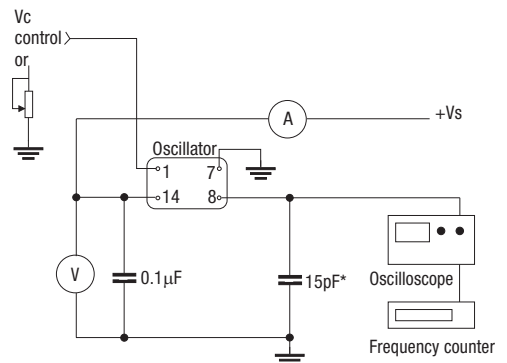 Vc
control
or
A
+Vs
Oscillator
1
7
14
8
V
0.1µF
15pF*
Oscilloscope
Frequency counter